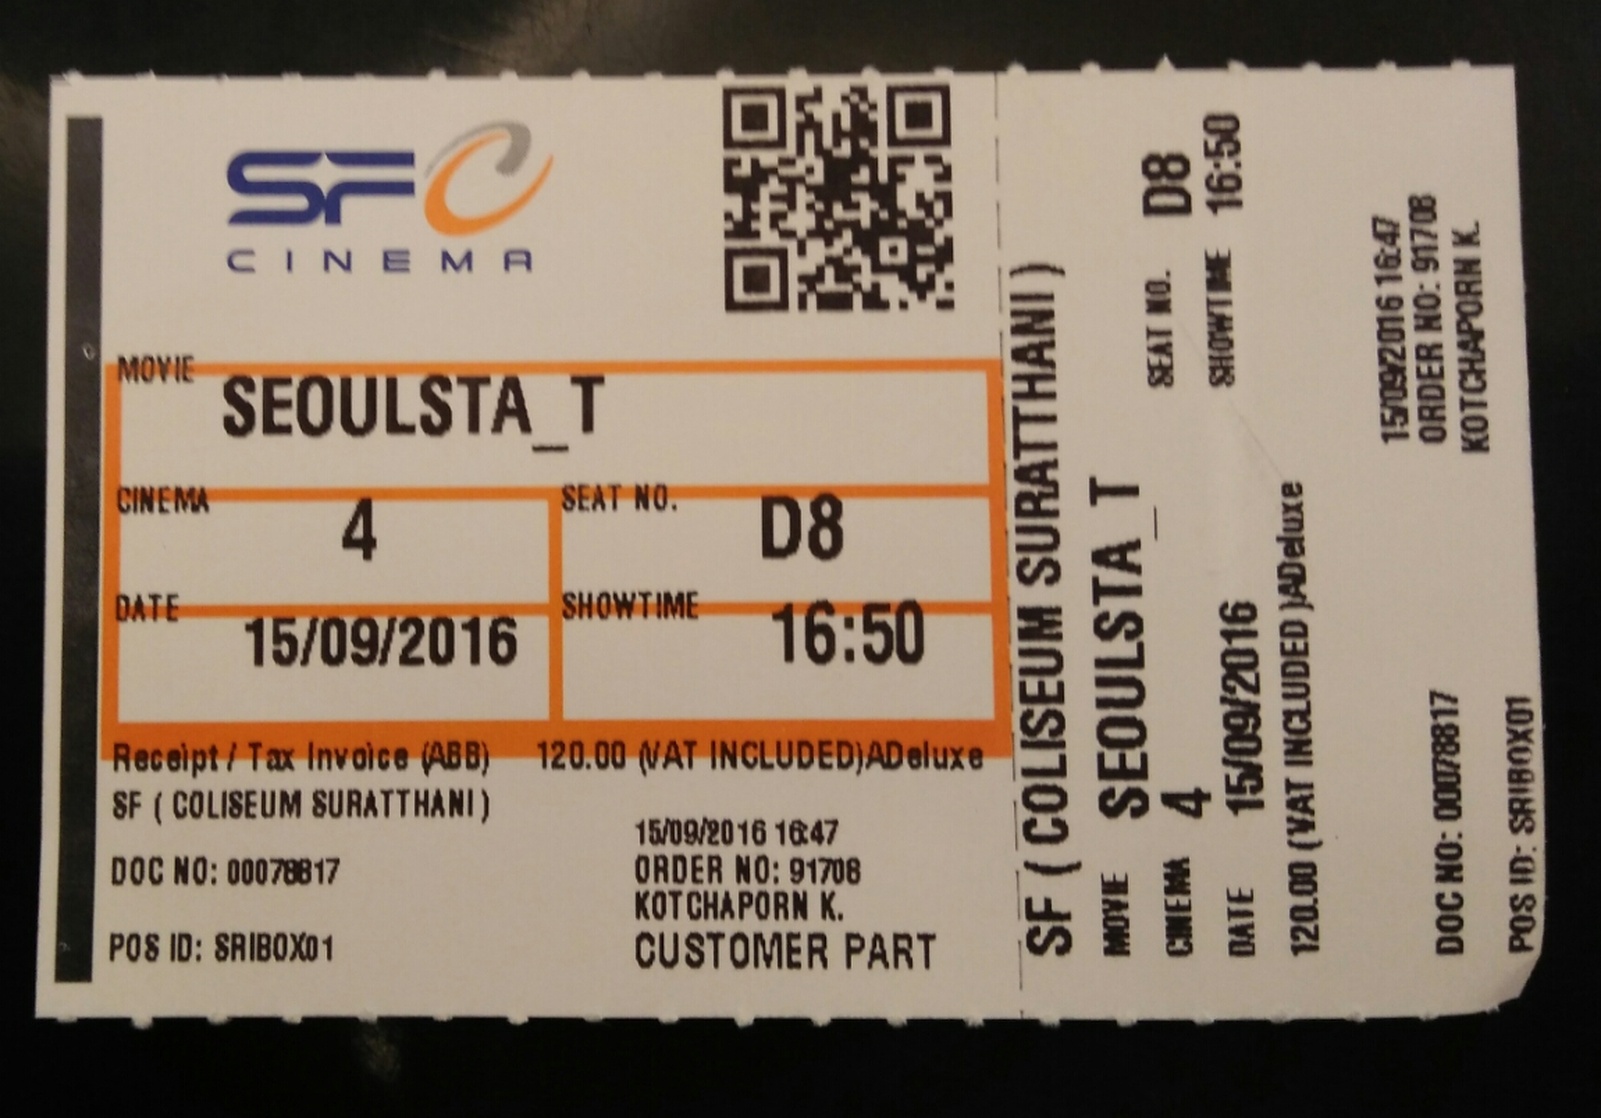 SFC
CINEMA
MOVIE
SEOULSTA_T
CINEMA
4
SEAT NO.
D8
DATE
15/09/2016
SHOWTIME
16:50
Receipt / Tax Invoice (ABB)
120.00 (VAT INCLUDED)ADeluxe
SF ( COLISEUM SURATTHANI )
DOC NO: 00078817
POS ID: SRIBOX01
15/09/2016 16:47
ORDER NO: 91708
KOTCHAPORN K.
CUSTOMER PART
SF ( COLISEUM SURATTHANI )
MOVIE SEOULSTA_T
CINEMA 4
SEAT NO. D8
DATE 15/09/2016
SHOWTIME 16:50
120.00 (VAT INCLUDED )ADeluxe
15/09/2016 16:47
ORDER NO: 91708
KOTCHAPORN K.
DOC NO: 00078817
POS ID: SRIBOX01